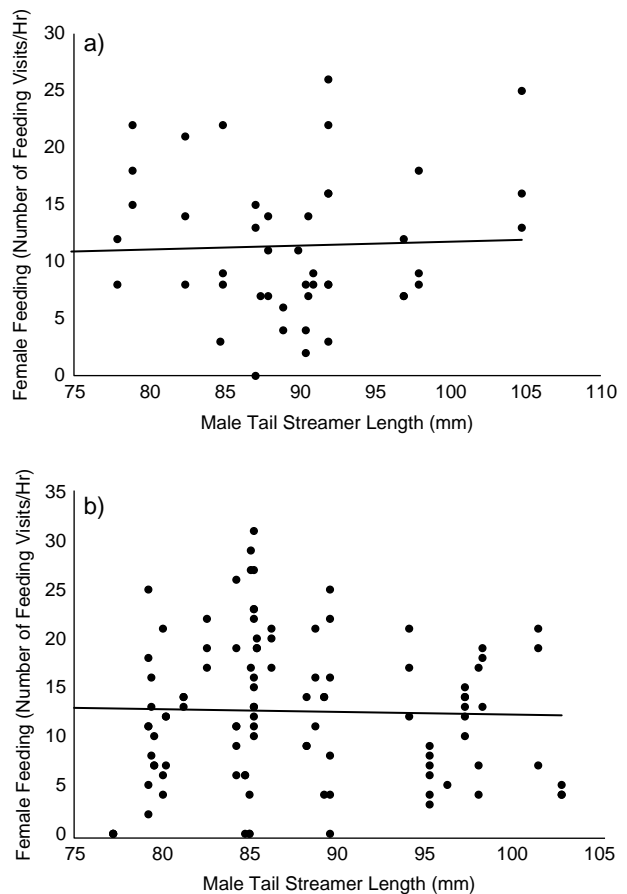 a)
Female Feeding (Number of Feeding Visits/Hr)
30
25
20
15
10
5
0
75 80 85 90 95 100 105 110
Male Tail Streamer Length (mm)
b)
Female Feeding (Number of Feeding Visits/Hr)
35
30
25
20
15
10
5
0
75 80 85 90 95 100 105
Male Tail Streamer Length (mm)